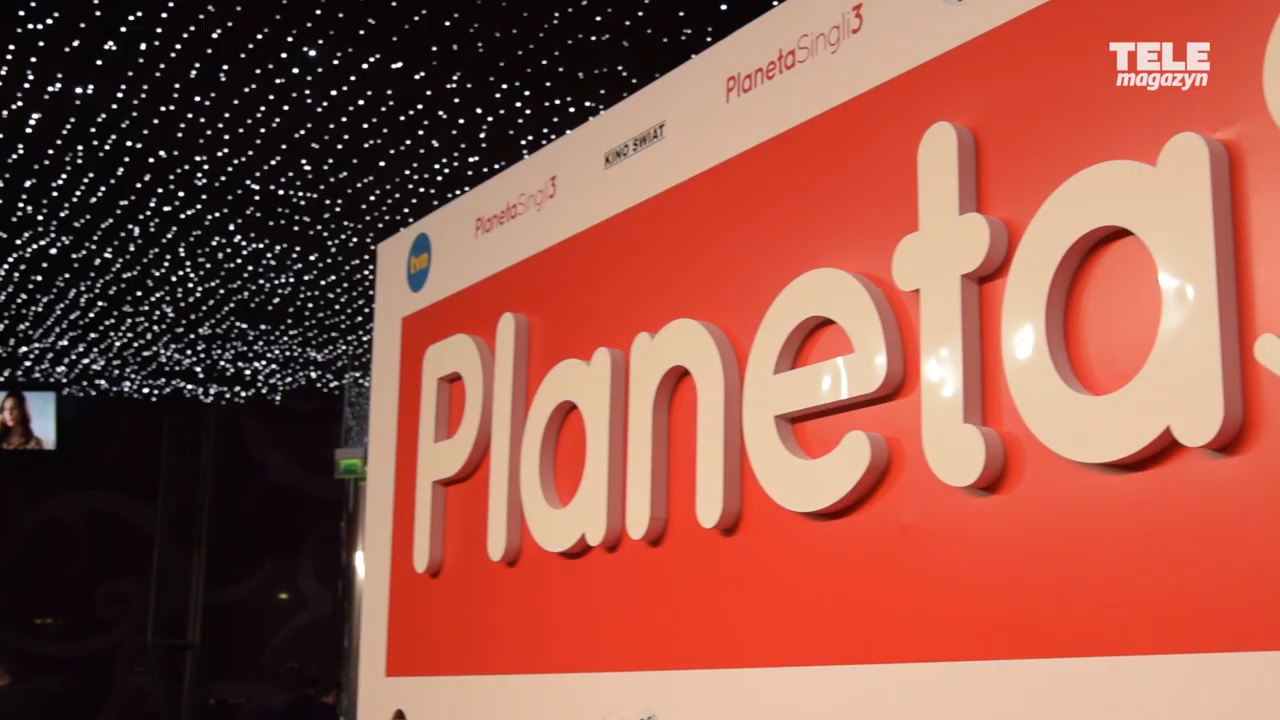 TELE
magazyn
PlanetaSingli3
KINO ŚWIAT
PlanetaSingli3
tvn
Planeta